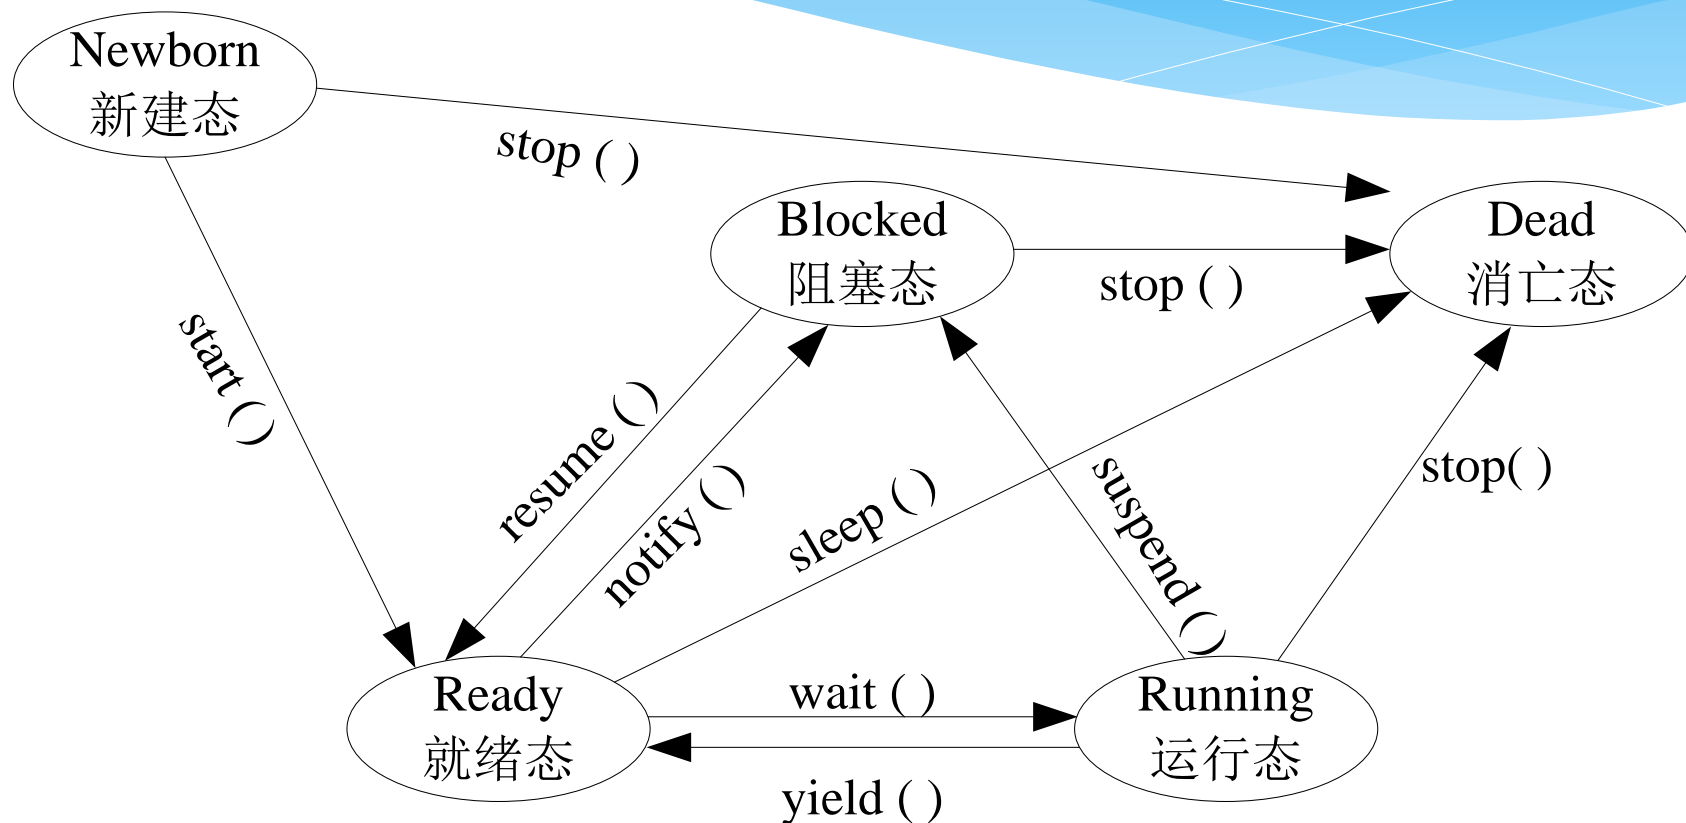 Newborn
新建态
stop ( )
Blocked
阻塞态
Dead
消亡态
stop ( )
start ( )
resume ( )
notify ( )
sleep ( )
suspend ( )
stop( )
Ready
就绪态
wait ( )
Running
运行态
yield ( )